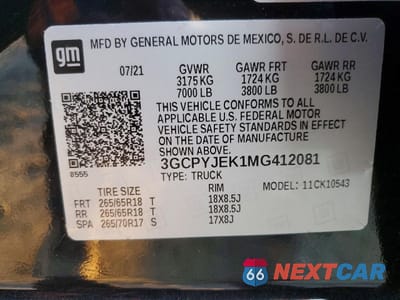 gm
MFD BY GENERAL MOTORS DE MEXICO, S. DE R.L. DE C.V.
07/21 GVWR GAWR FRT GAWR RR
3175 KG 1724 KG 1724 KG
7000 LB 3800 LB 3800 LB
THIS VEHICLE CONFORMS TO ALL
APPLICABLE U.S. FEDERAL MOTOR
VEHICLE SAFETY STANDARDS IN EFFECT
ON THE DATE OF MANUFACTURE
SHOWN ABOVE.
8555
3GCPYJEK1MG412081
TYPE: TRUCK
MODEL: 11CK10543
TIRE SIZE RIM
FRT 265/65R18 T 18X8.5J
RR 265/65R18 T 18X8.5J
SPA 265/70R17 S 17X8J
66 NEXTCAR